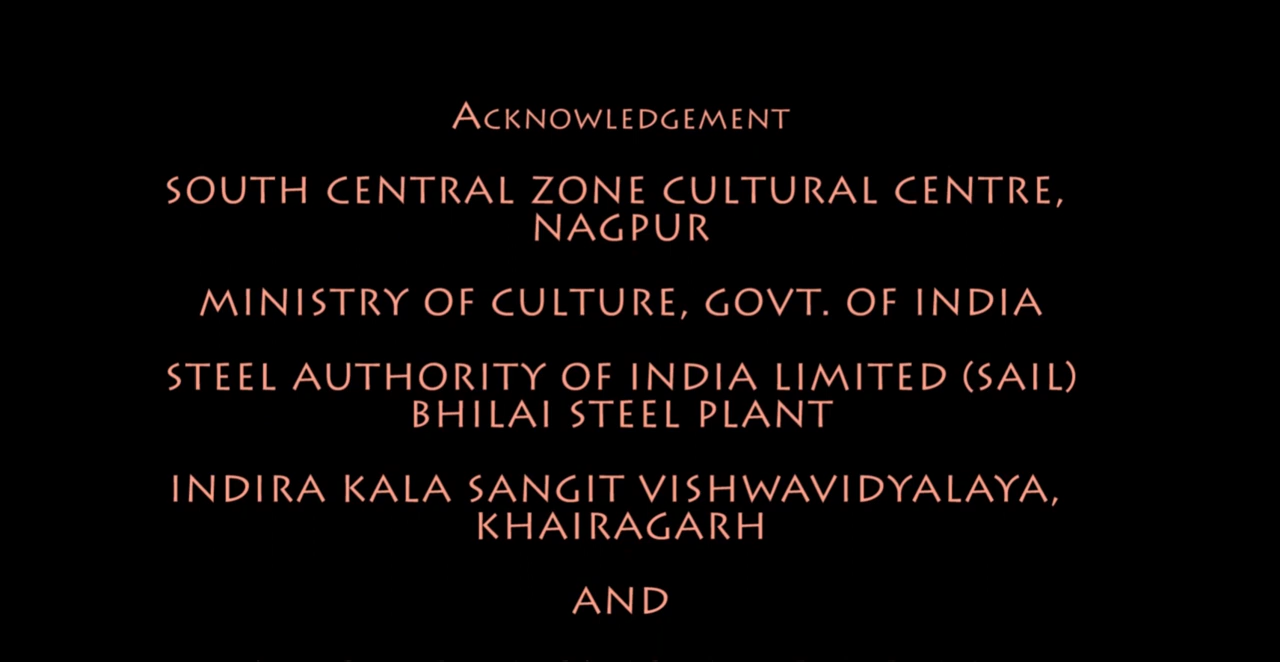 Acknowledgement
SOUTH CENTRAL ZONE CULTURAL CENTRE,
NAGPUR
MINISTRY OF CULTURE, GOVT. OF INDIA
STEEL AUTHORITY OF INDIA LIMITED (SAIL)
BHILAI STEEL PLANT
INDIRA KALA SANGIT VISHWAVIDYALAYA,
KHAIRAGARH
AND